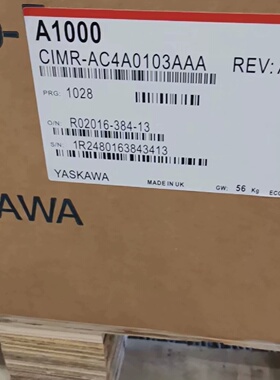 A1000
CIMR-AC4A0103AAA REV:A
PRG: 1028
O/N: R02016-384-13
S/N: 1R2480163843413
YASKAWA MADE IN UK GW: 56 Kg
AWA